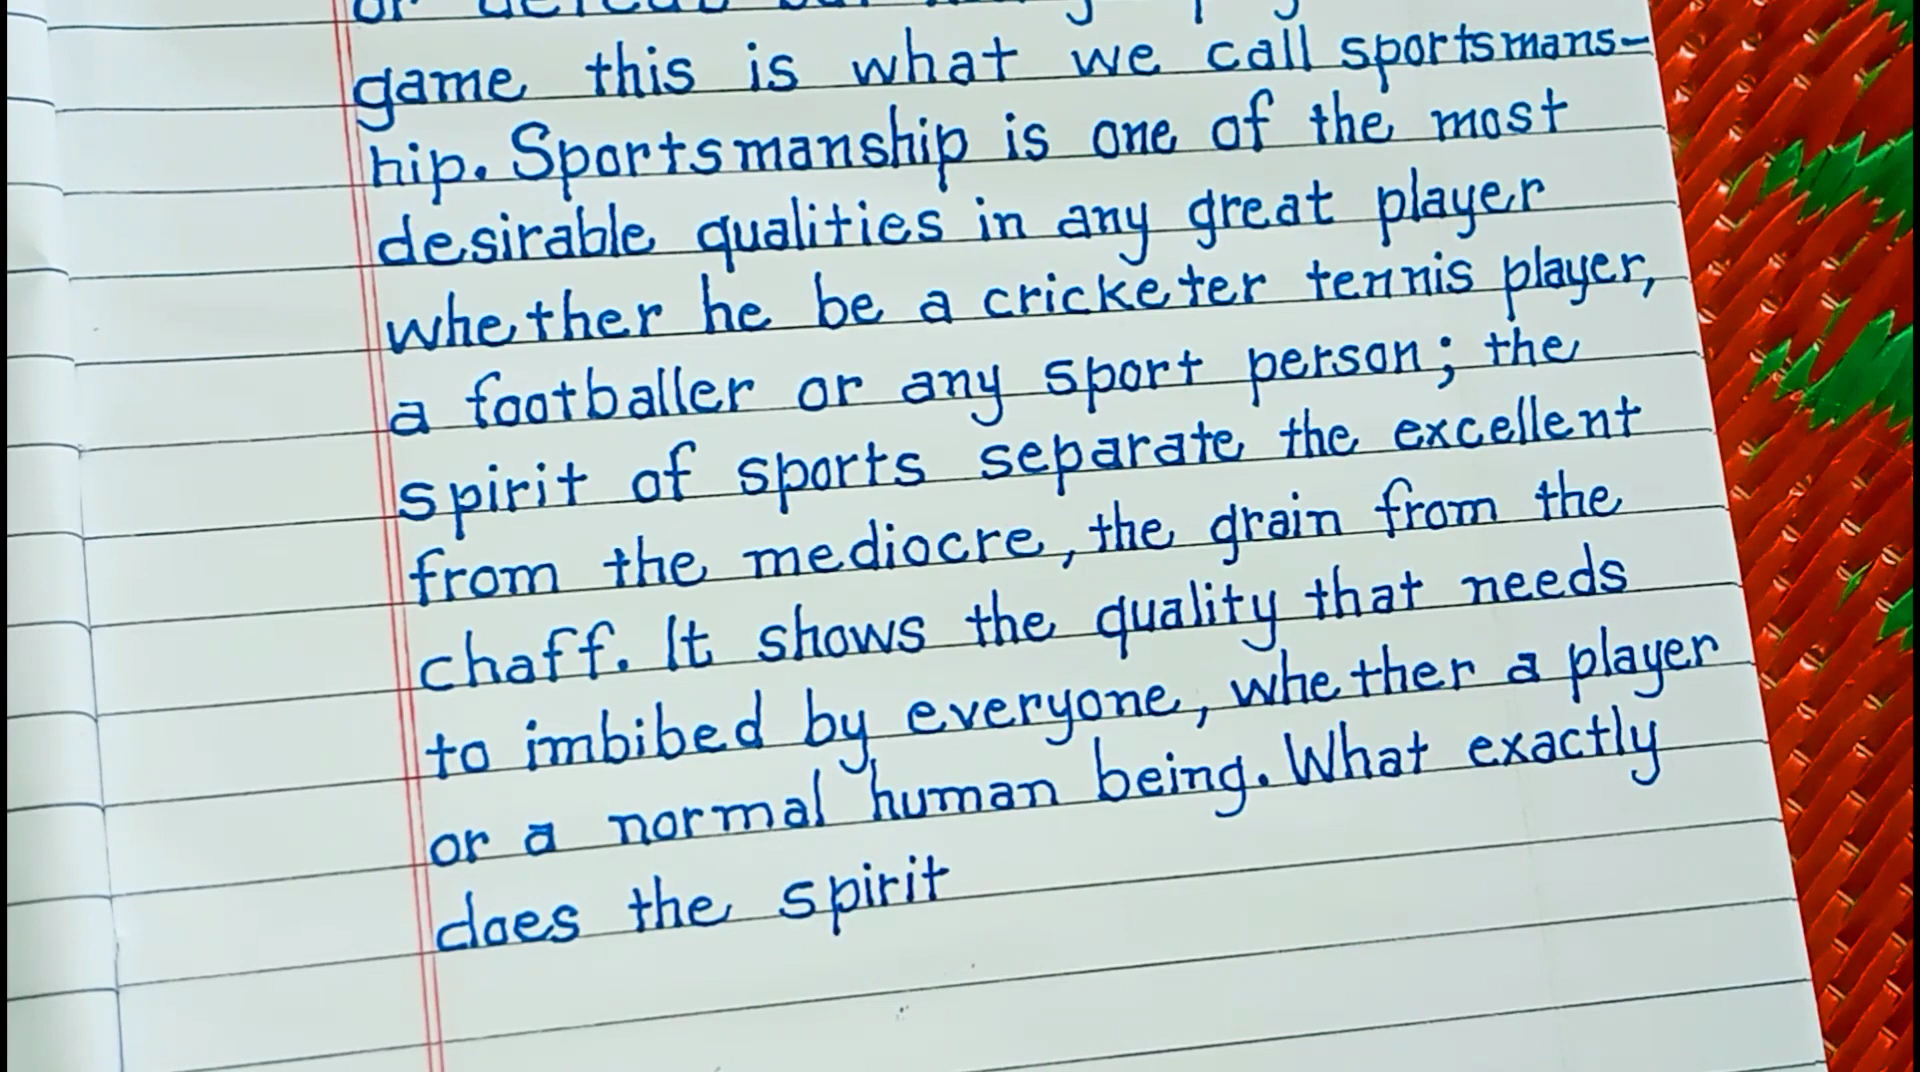 or
game this is what we call sportsmans-
hip. Sportsmanship is one of the most
desirable qualities in any great player
whether he be a cricketer tennis player,
a footballer or any sport person; the
spirit of sports separate the excellent
from the mediocre, the grain from the
chaff. It shows the quality that needs
to imbibed by everyone, whether a player
or a normal human being. What exactly
does the spirit